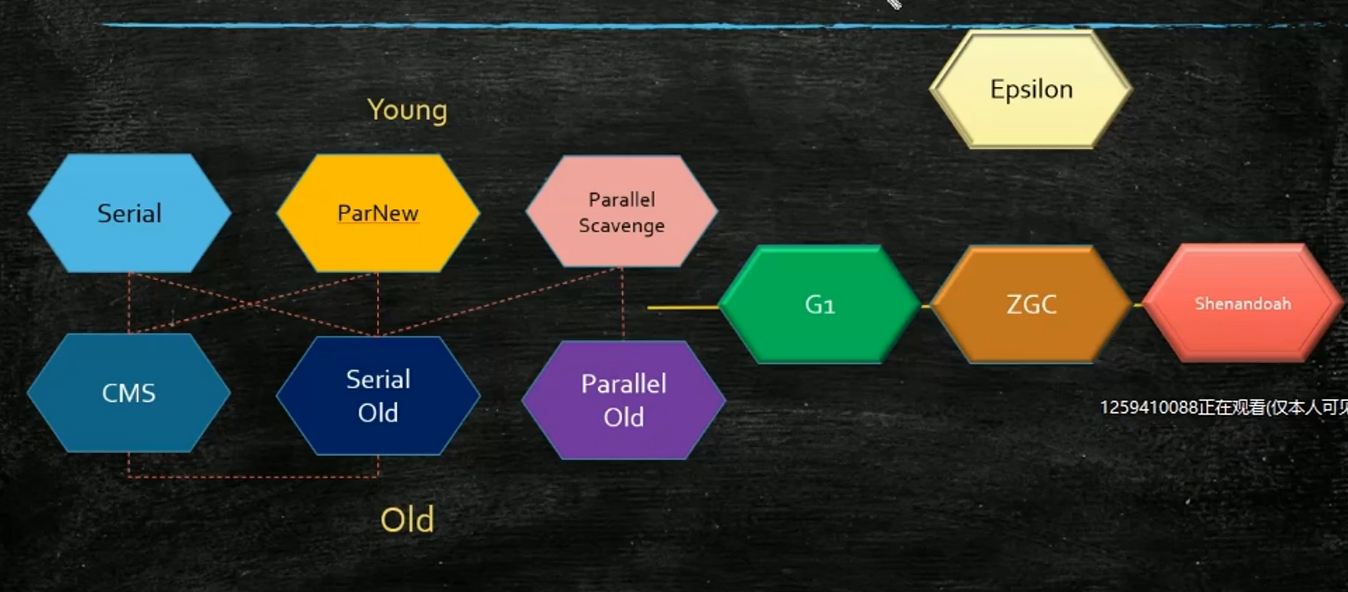 Epsilon
Young
Serial
ParNew
Parallel
Scavenge
G1
ZGC
Shenandoah
CMS
Serial
Old
Parallel
Old
1259410088正在观看(仅本人可见
Old